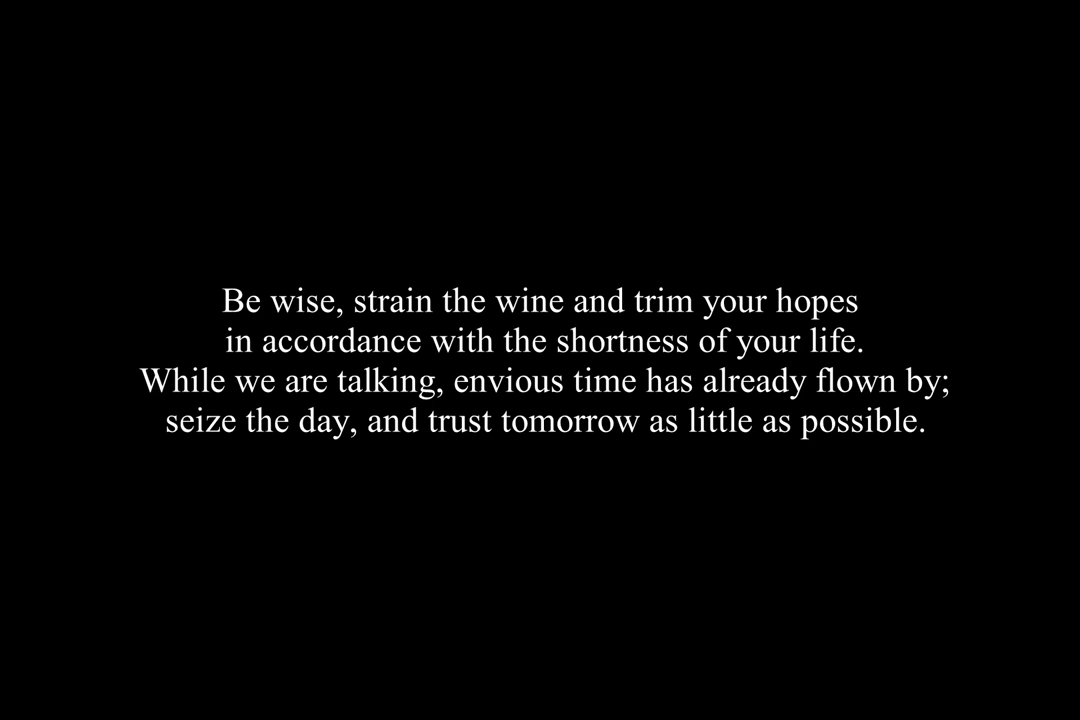 Be wise, strain the wine and trim your hopes
in accordance with the shortness of your life.
While we are talking, envious time has already flown by;
seize the day, and trust tomorrow as little as possible.